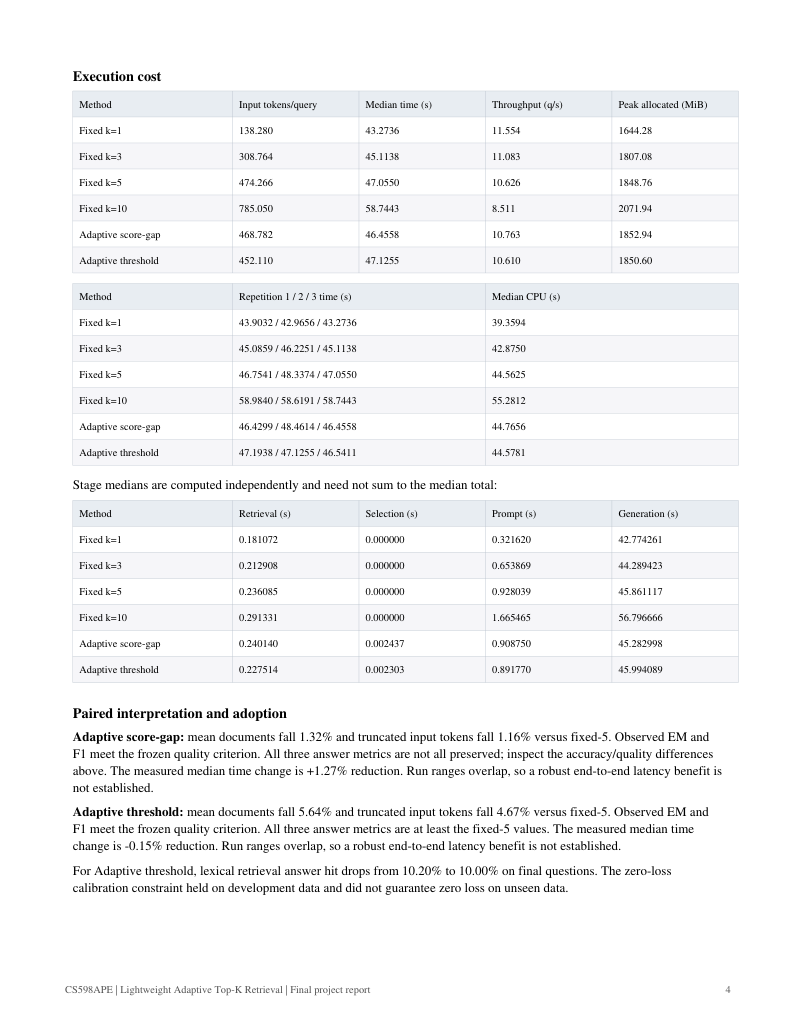 Execution cost
Method Input tokens/query Median time (s) Throughput (q/s) Peak allocated (MiB)
Fixed k=1 138.280 43.2736 11.554 1644.28
Fixed k=3 308.764 45.1138 11.083 1807.08
Fixed k=5 474.266 47.0550 10.626 1848.76
Fixed k=10 785.050 58.7443 8.511 2071.94
Adaptive score-gap 468.782 46.4558 10.763 1852.94
Adaptive threshold 452.110 47.1255 10.610 1850.60
Method Repetition 1 / 2 / 3 time (s) Median CPU (s)
Fixed k=1 43.9032 / 42.9656 / 43.2736 39.3594
Fixed k=3 45.0859 / 46.2251 / 45.1138 42.8750
Fixed k=5 46.7541 / 48.3374 / 47.0550 44.5625
Fixed k=10 58.9840 / 58.6191 / 58.7443 55.2812
Adaptive score-gap 46.4299 / 48.4614 / 46.4558 44.7656
Adaptive threshold 47.1938 / 47.1255 / 46.5411 44.5781
Stage medians are computed independently and need not sum to the median total:
Method Retrieval (s) Selection (s) Prompt (s) Generation (s)
Fixed k=1 0.181072 0.000000 0.321620 42.774261
Fixed k=3 0.212908 0.000000 0.653869 44.289423
Fixed k=5 0.236085 0.000000 0.928039 45.861117
Fixed k=10 0.291331 0.000000 1.665465 56.796666
Adaptive score-gap 0.240140 0.002437 0.908750 45.282998
Adaptive threshold 0.227514 0.002303 0.891770 45.994089
Paired interpretation and adoption
Adaptive score-gap: mean documents fall 1.32% and truncated input tokens fall 1.16% versus fixed-5. Observed EM and
F1 meet the frozen quality criterion. All three answer metrics are not all preserved; inspect the accuracy/quality differences
above. The measured median time change is +1.27% reduction. Run ranges overlap, so a robust end-to-end latency benefit is
not established.
Adaptive threshold: mean documents fall 5.64% and truncated input tokens fall 4.67% versus fixed-5. Observed EM and
F1 meet the frozen quality criterion. All three answer metrics are at least the fixed-5 values. The measured median time
change is -0.15% reduction. Run ranges overlap, so a robust end-to-end latency benefit is not established.
For Adaptive threshold, lexical retrieval answer hit drops from 10.20% to 10.00% on final questions. The zero-loss
calibration constraint held on development data and did not guarantee zero loss on unseen data.
CS598APE | Lightweight Adaptive Top-K Retrieval | Final project report 4